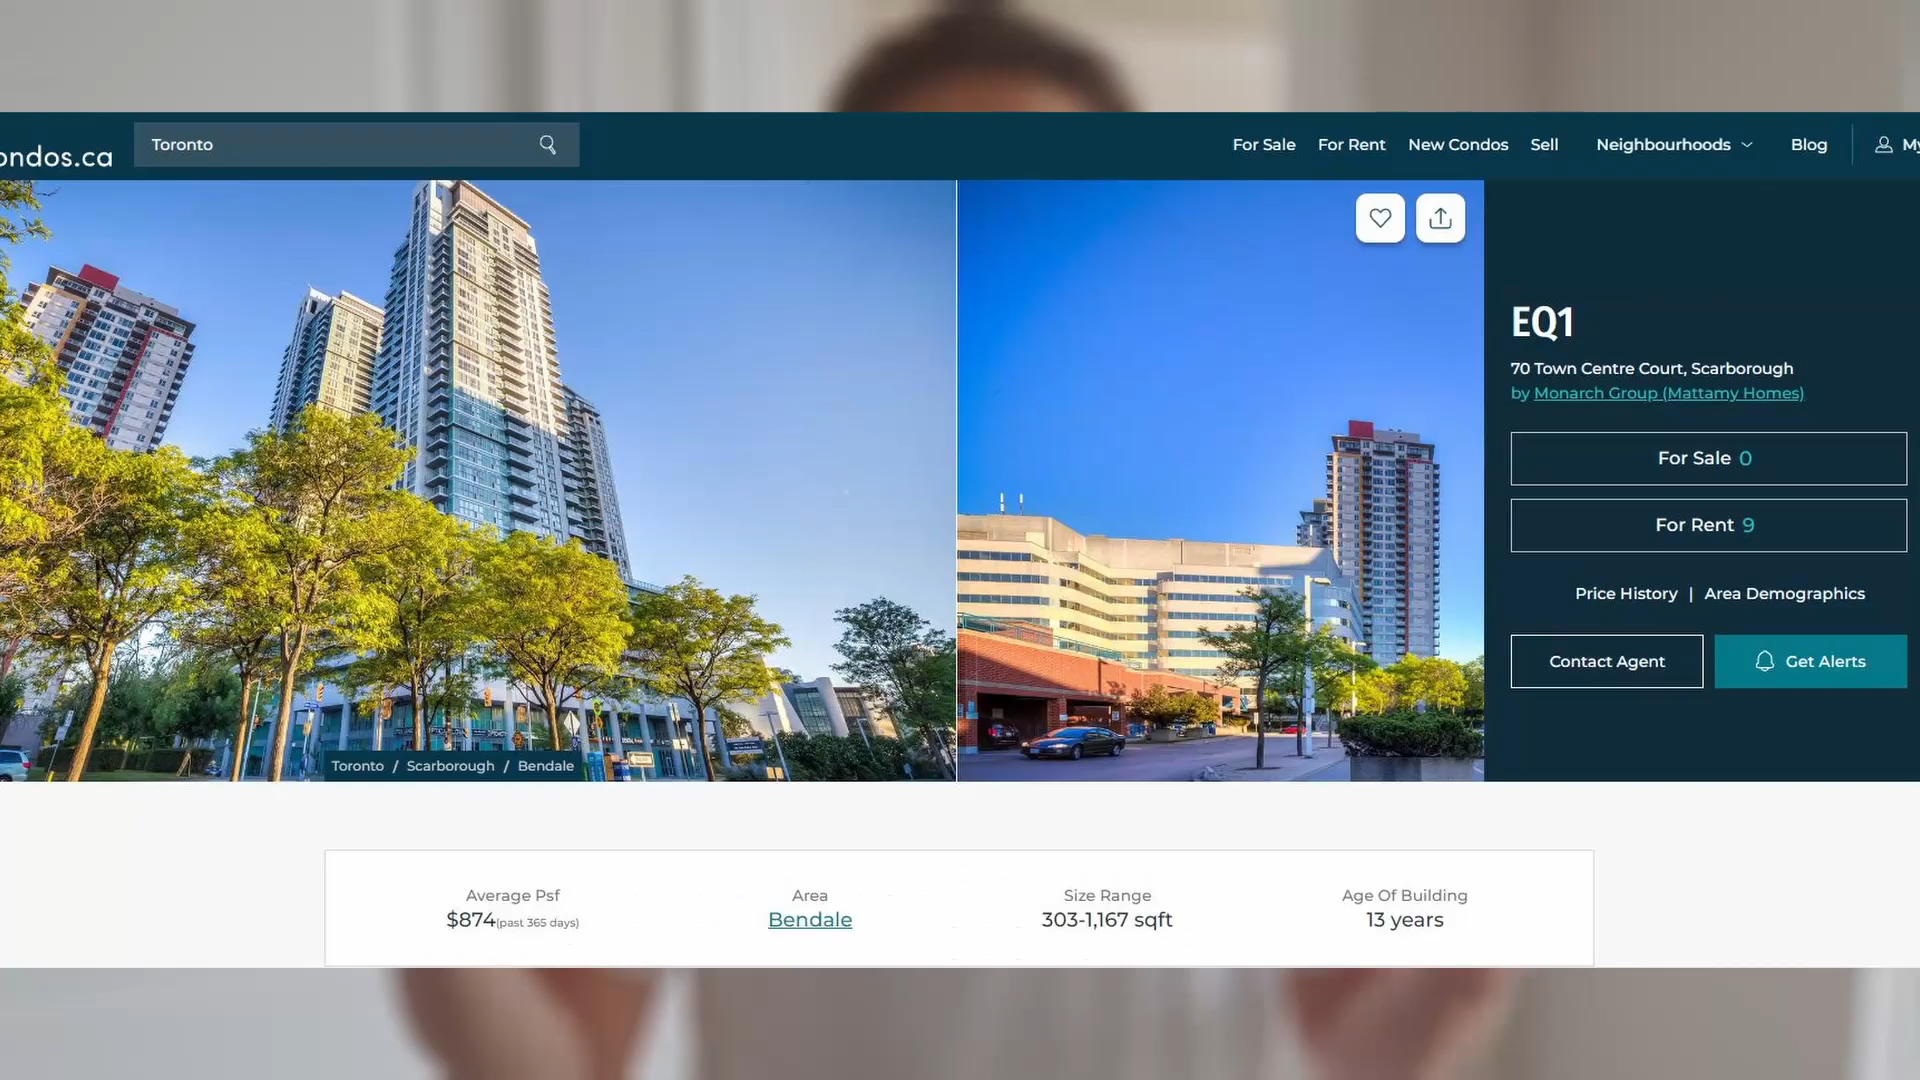 ondos.ca
Toronto
For Sale
For Rent
New Condos
Sell
Neighbourhoods
Blog
My
EQ1
70 Town Centre Court, Scarborough
by Monarch Group (Mattamy Homes)
For Sale 0
For Rent 9
Price History | Area Demographics
Contact Agent
Get Alerts
Toronto / Scarborough / Bendale
Average Psf
$874(past 365 days)
Area
Bendale
Size Range
303-1,167 sqft
Age Of Building
13 years